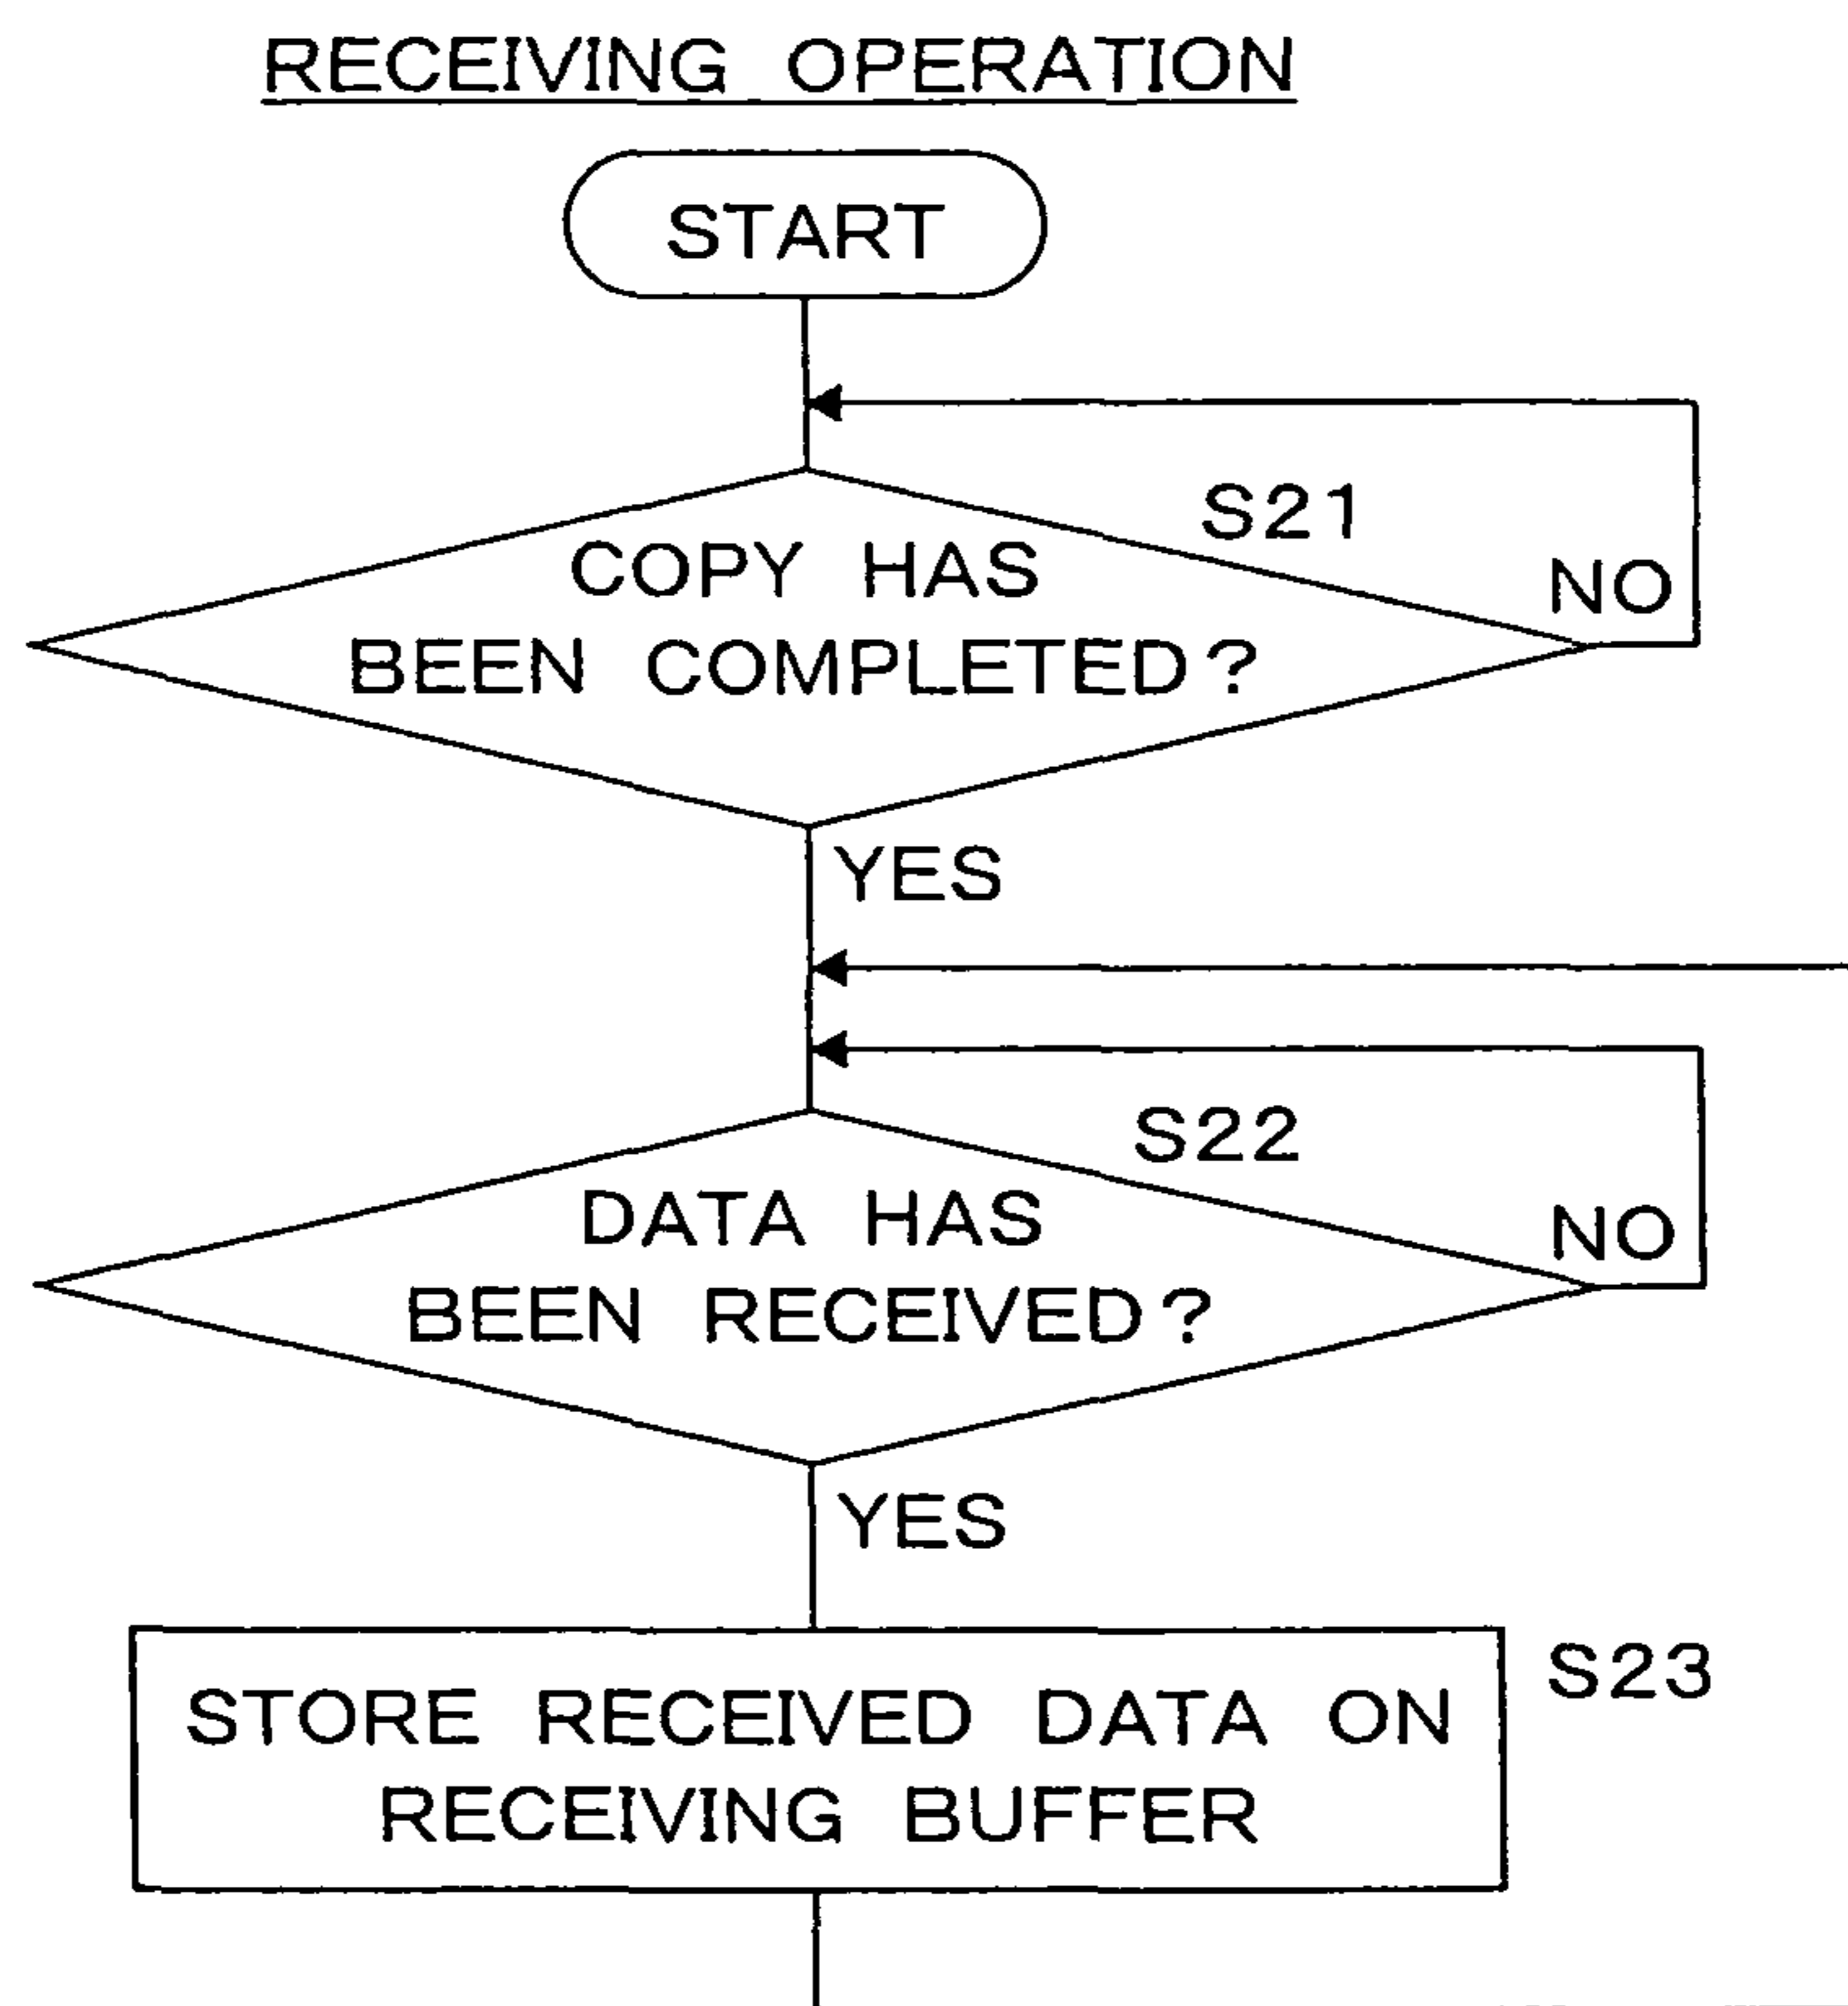 RECEIVING OPERATION
START
S21
COPY HAS
NO
BEEN COMPLETED?
YES
S22
DATA HAS
NO
BEEN RECEIVED?
YES
S23
STORE RECEIVED DATA ON
RECEIVING BUFFER